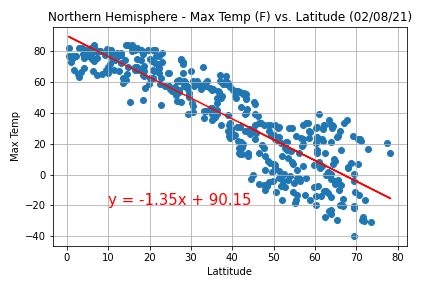 Northern Hemisphere - Max Temp (F) vs. Latitude (02/08/21)
80
60
40
20
0
−20
−40
Max Temp
y = -1.35x + 90.15
0 10 20 30 40 50 60 70 80
Lattitude